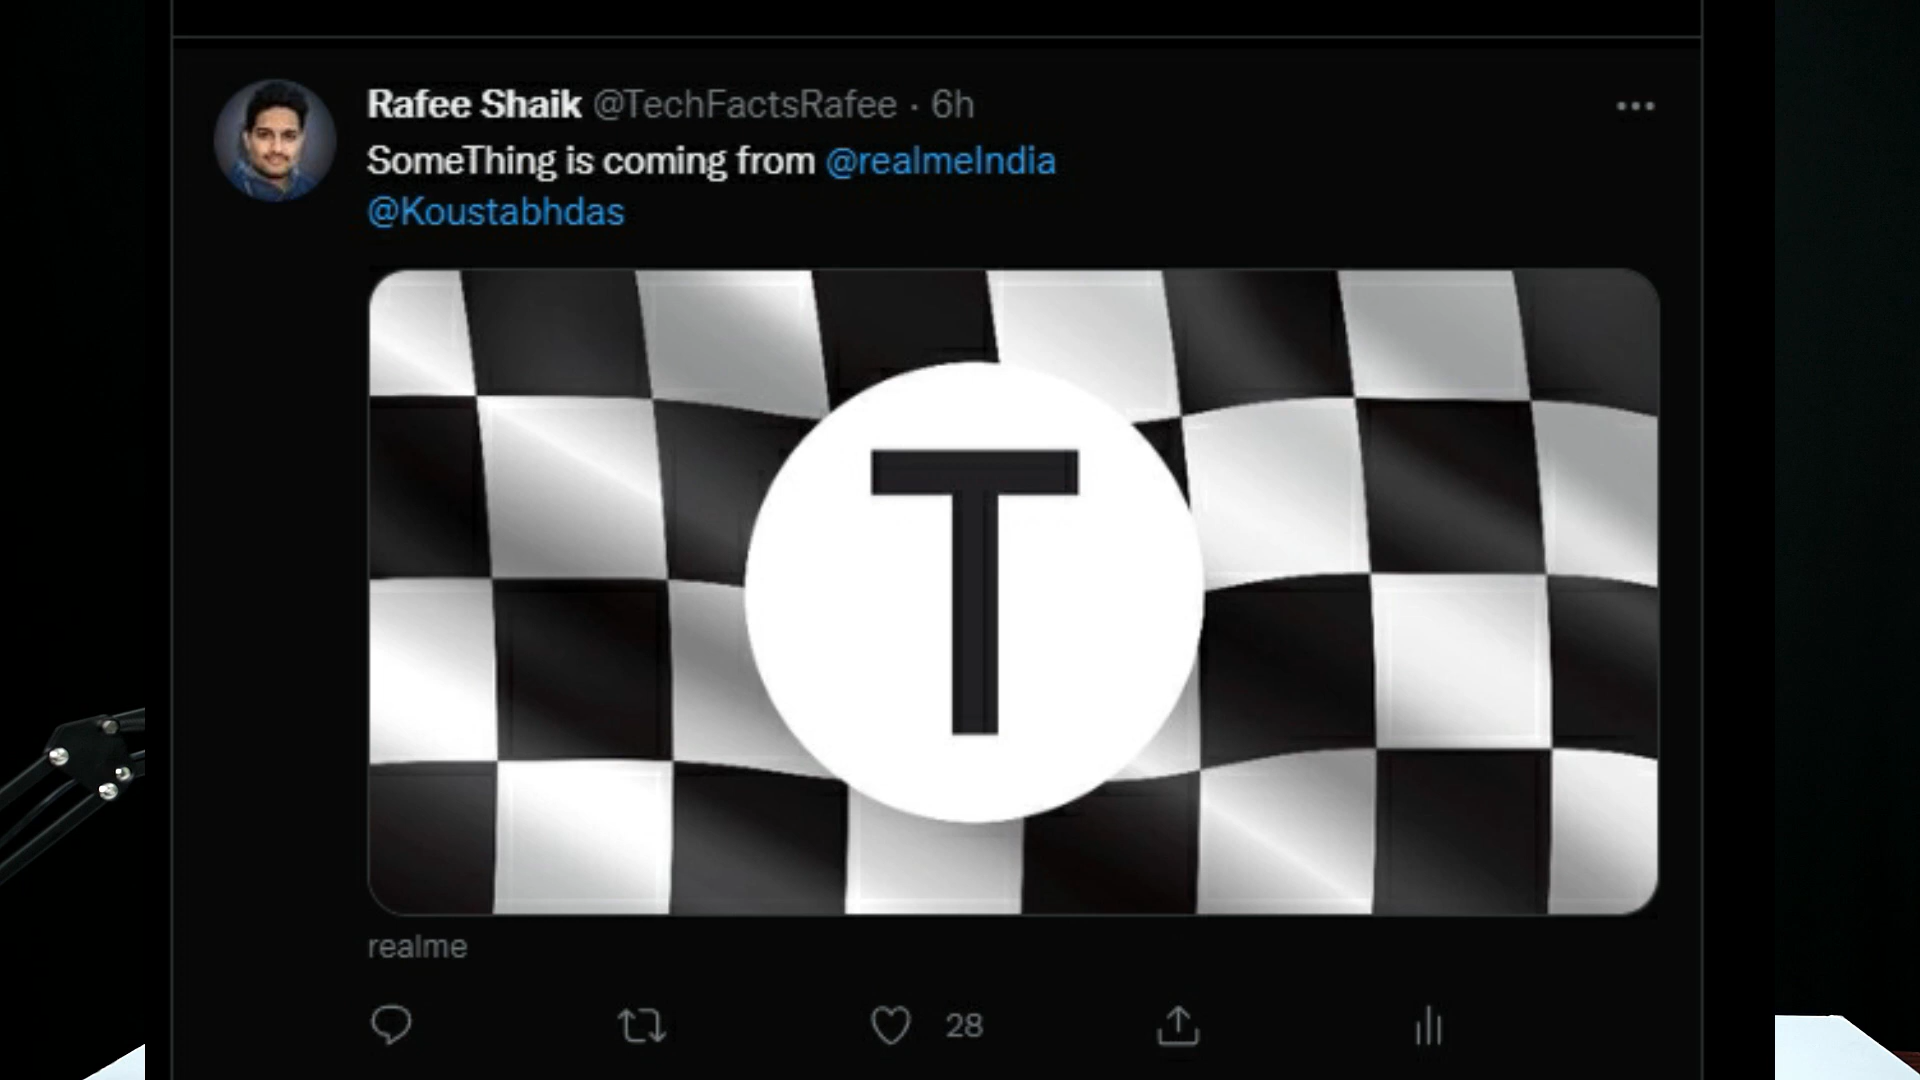 Rafee Shaik @TechFactsRafee · 6h
SomeThing is coming from @realmeIndia
@Koustabhdas
T
realme
28